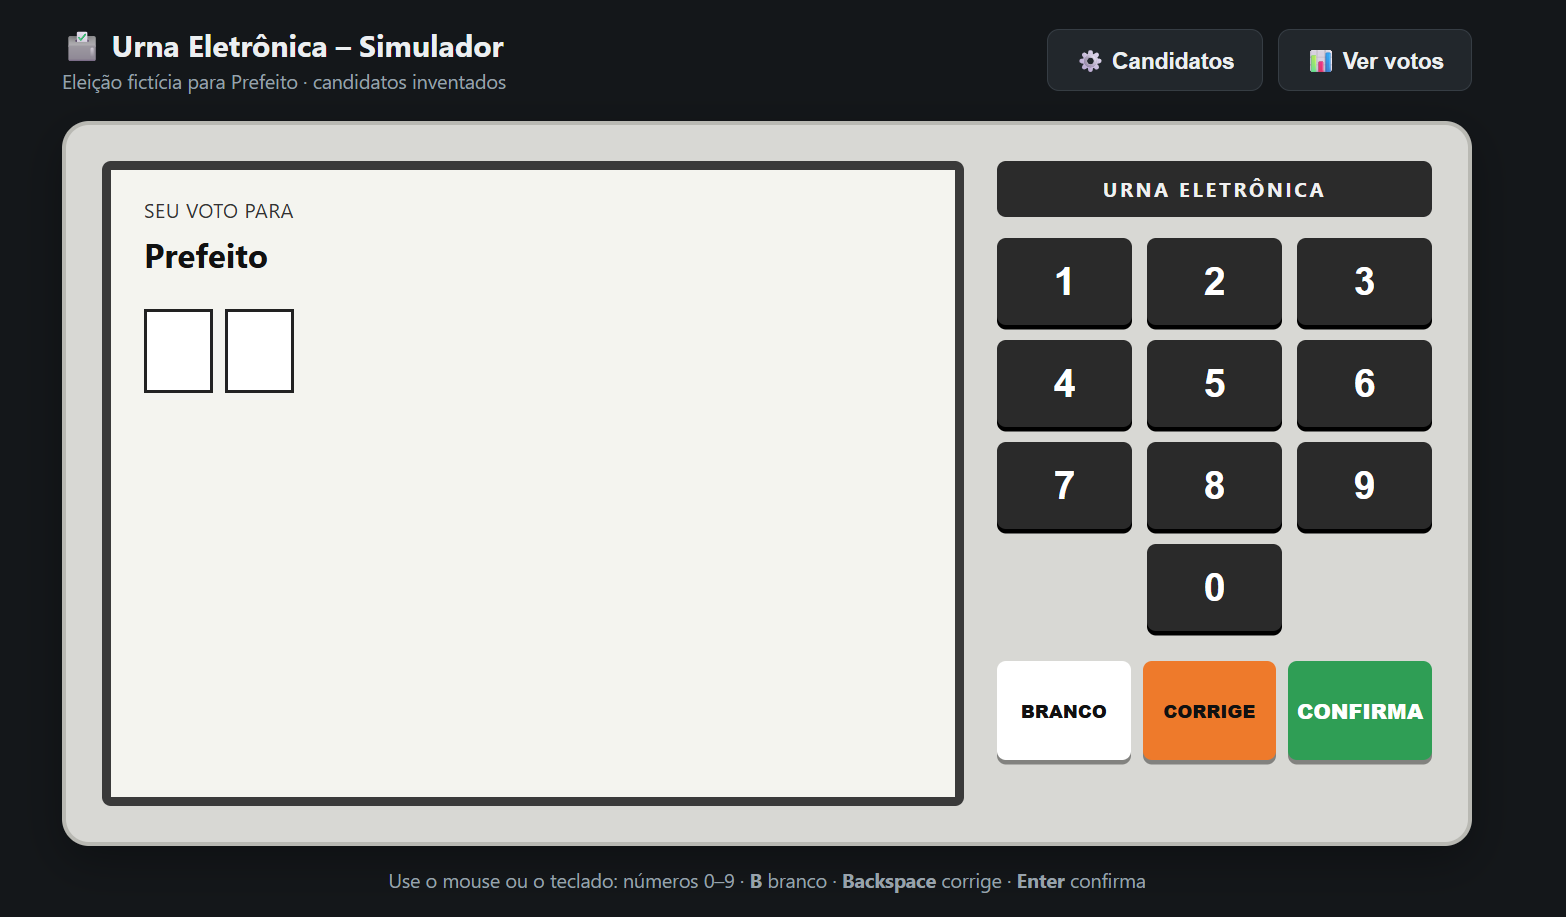 Urna Eletrônica – Simulador
Eleição fictícia para Prefeito · candidatos inventados
Candidatos
Ver votos
SEU VOTO PARA
Prefeito
URNA ELETRÔNICA
1 2 3
4 5 6
7 8 9
0
BRANCO CORRIGE CONFIRMA
Use o mouse ou o teclado: números 0–9 · B branco · Backspace corrige · Enter confirma